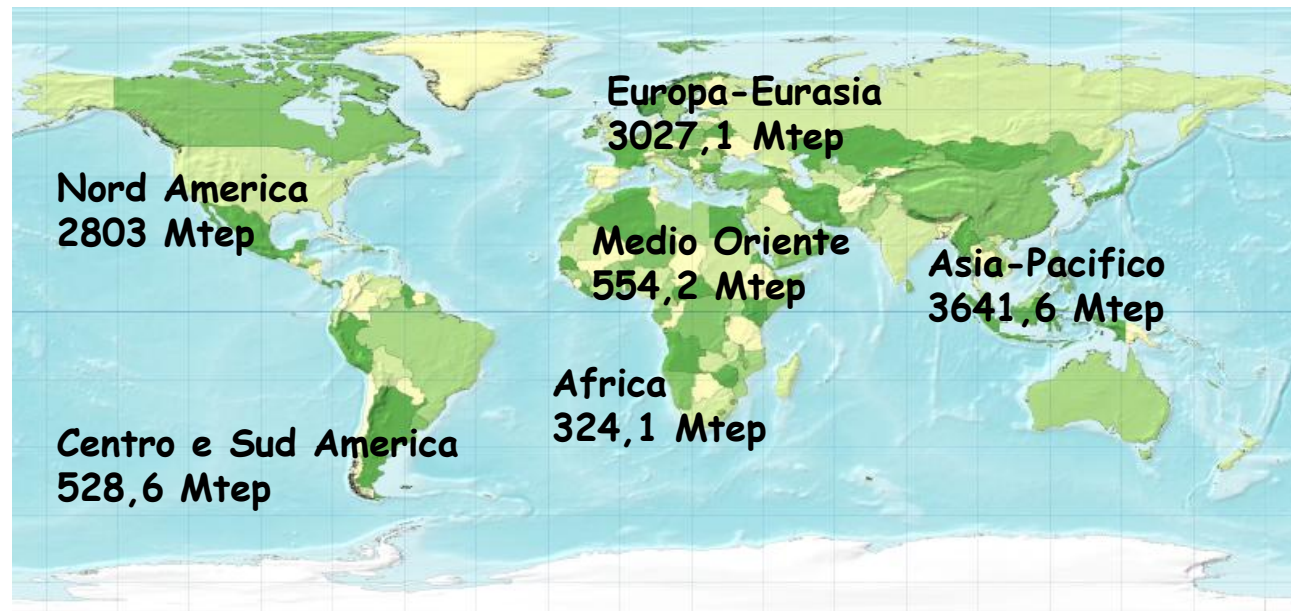 Europa-Eurasia
3027,1 Mtep
Nord America
2803 Mtep
Medio Oriente
554,2 Mtep
Asia-Pacifico
3641,6 Mtep
Africa
324,1 Mtep
Centro e Sud America
528,6 Mtep